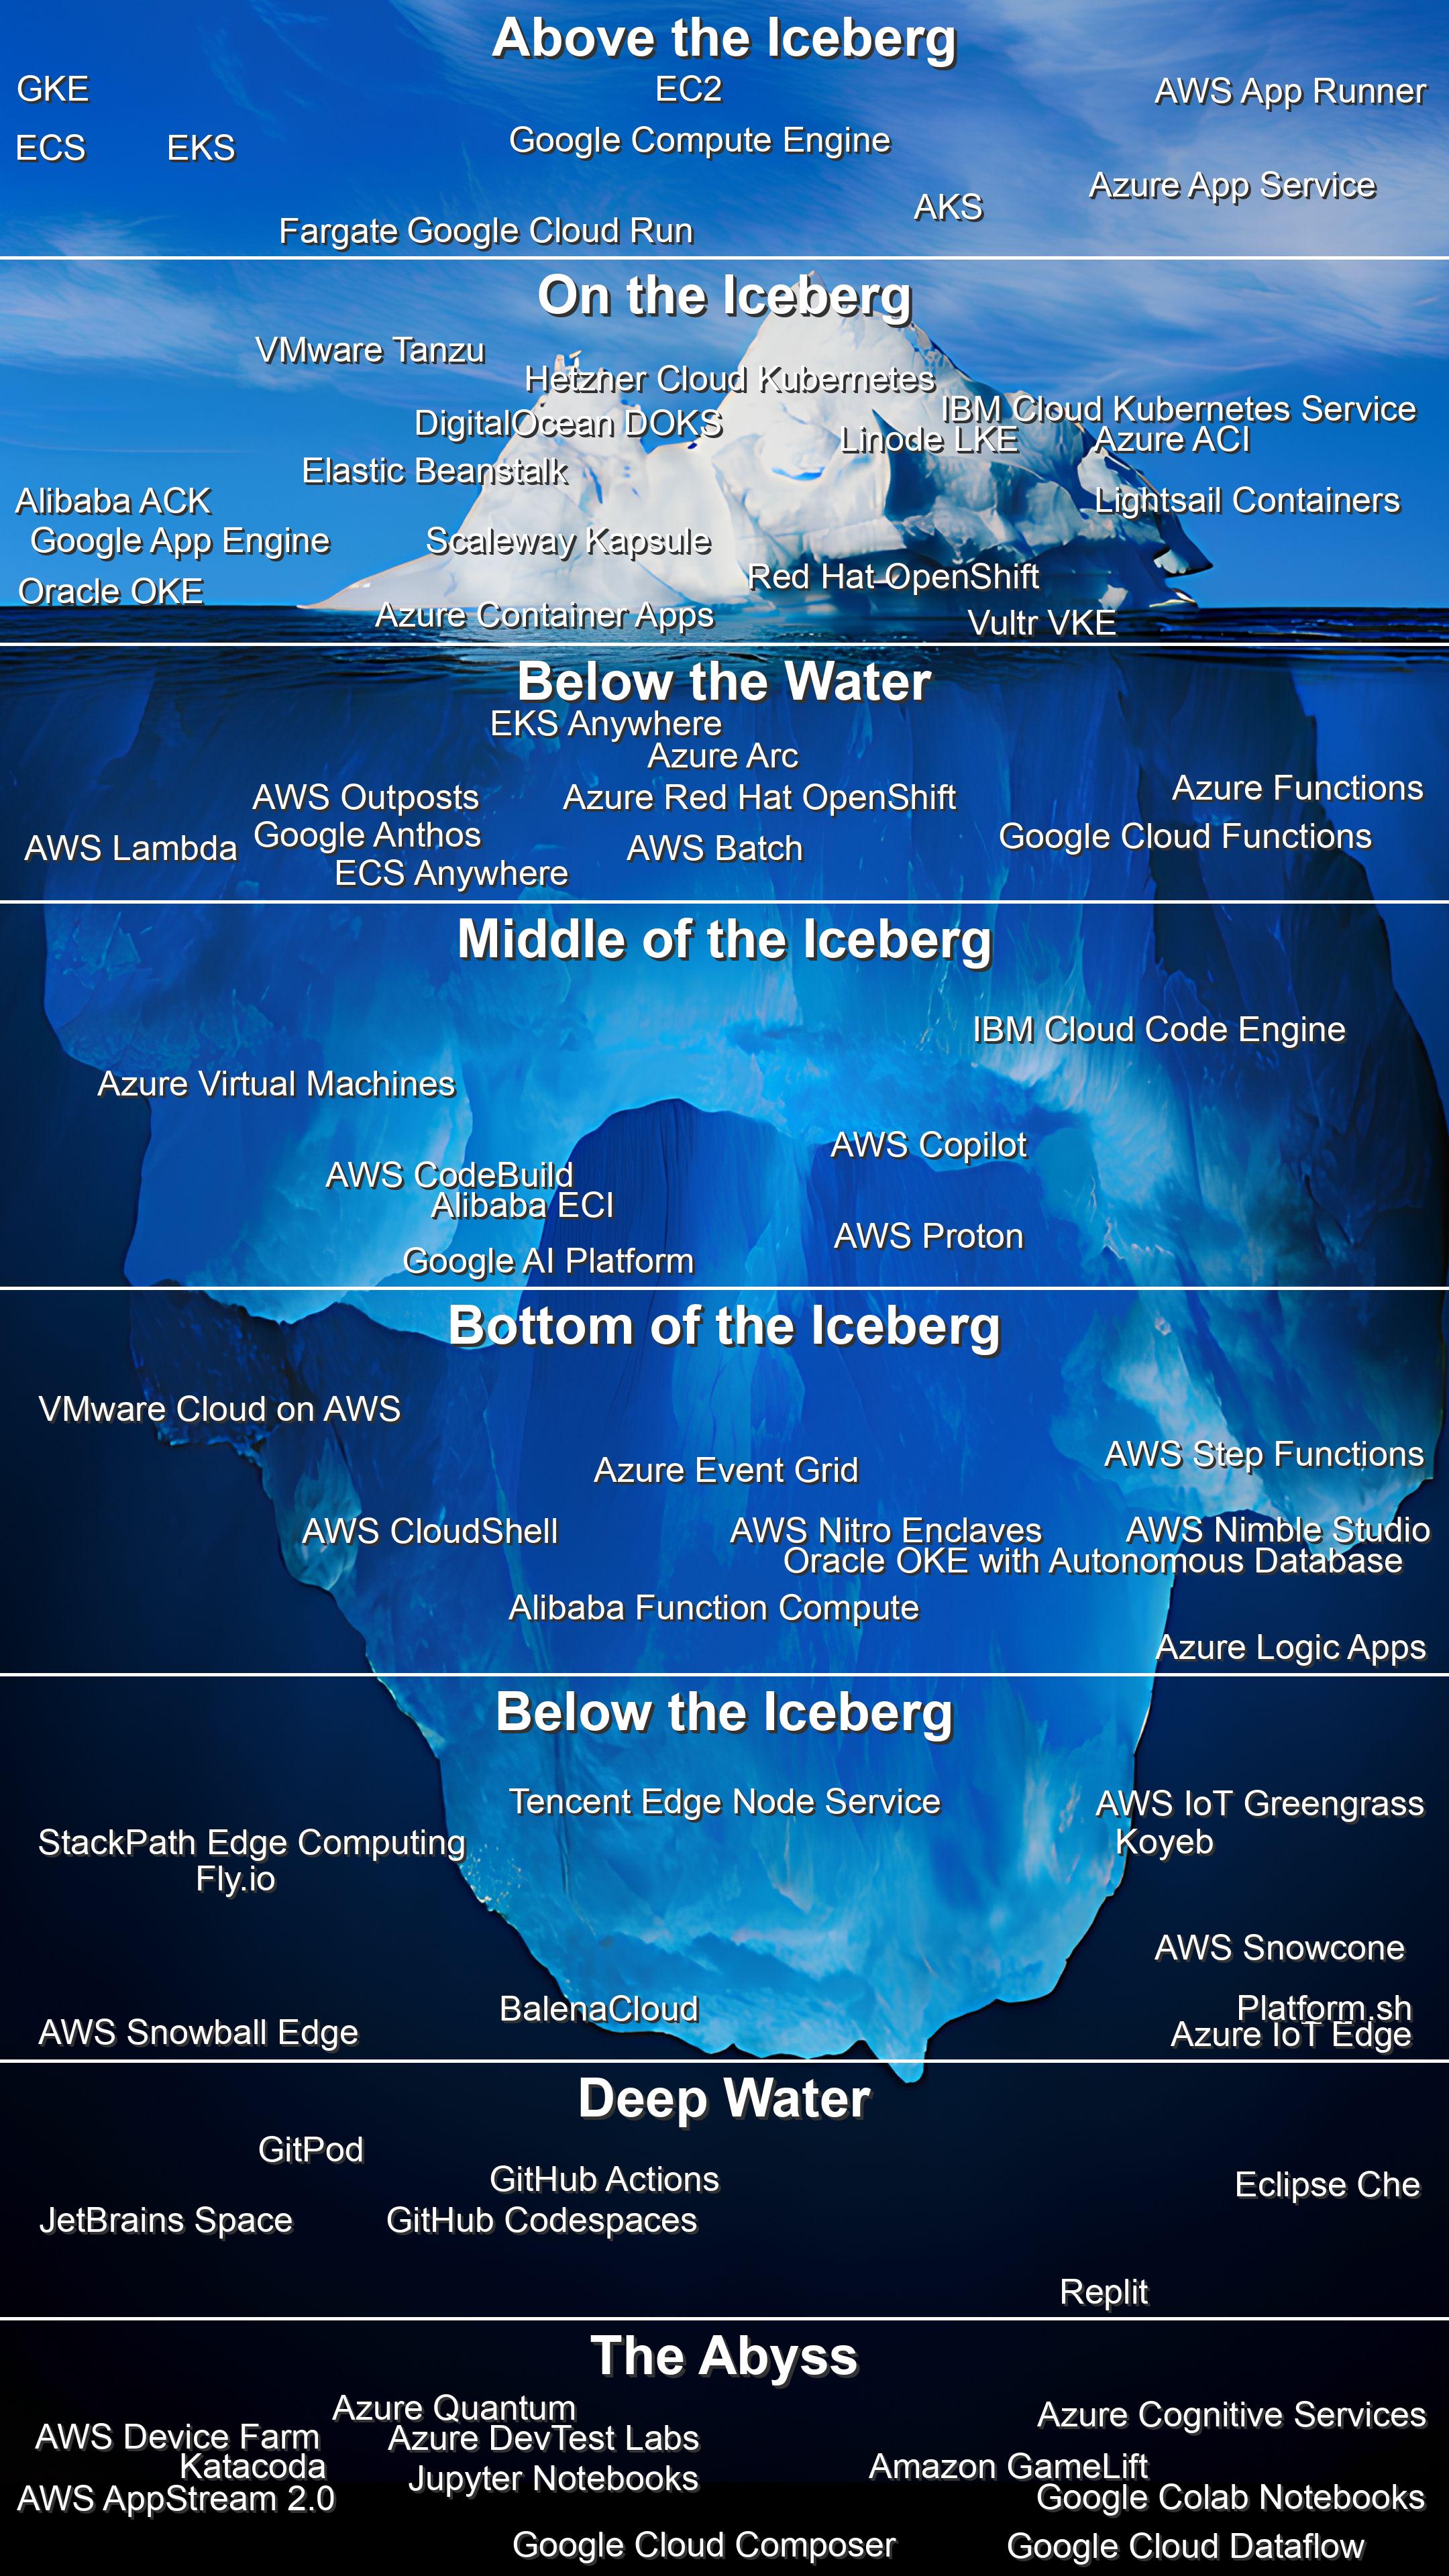 Above the Iceberg
GKE
EC2
AWS App Runner
Google Compute Engine
ECS
EKS
Azure App Service
AKS
Fargate
Google Cloud Run
On the Iceberg
VMware Tanzu
Hetzner Cloud Kubernetes
IBM Cloud Kubernetes Service
DigitalOcean DOKS
Linode LKE
Azure ACI
Elastic Beanstalk
Alibaba ACK
Lightsail Containers
Google App Engine
Scaleway Kapsule
Red Hat OpenShift
Oracle OKE
Azure Container Apps
Vultr VKE
Below the Water
EKS Anywhere
Azure Arc
Azure Functions
AWS Outposts
Azure Red Hat OpenShift
Google Anthos
Google Cloud Functions
AWS Lambda
AWS Batch
ECS Anywhere
Middle of the Iceberg
IBM Cloud Code Engine
Azure Virtual Machines
AWS Copilot
AWS CodeBuild
Alibaba ECI
AWS Proton
Google AI Platform
Bottom of the Iceberg
VMware Cloud on AWS
AWS Step Functions
Azure Event Grid
AWS CloudShell
AWS Nitro Enclaves
AWS Nimble Studio
Oracle OKE with Autonomous Database
Alibaba Function Compute
Azure Logic Apps
Below the Iceberg
Tencent Edge Node Service
AWS IoT Greengrass
StackPath Edge Computing
Koyeb
Fly.io
AWS Snowcone
BalenaCloud
Platform.sh
AWS Snowball Edge
Azure IoT Edge
Deep Water
GitPod
GitHub Actions
Eclipse Che
JetBrains Space
GitHub Codespaces
Replit
The Abyss
Azure Quantum
Azure Cognitive Services
AWS Device Farm
Azure DevTest Labs
Katacoda
Amazon GameLift
Jupyter Notebooks
AWS AppStream 2.0
Google Colab Notebooks
Google Cloud Composer
Google Cloud Dataflow